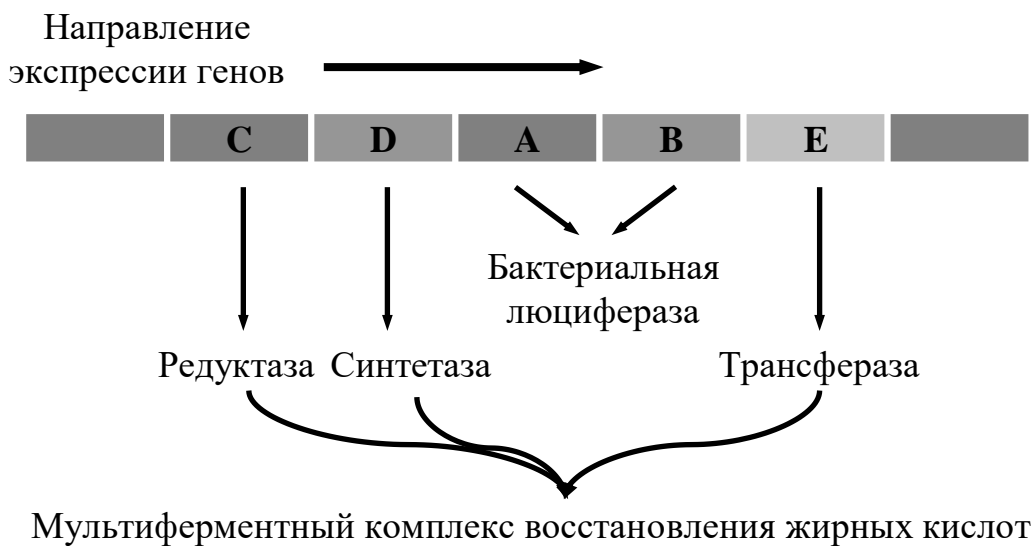 Направление
экспрессии генов
C D A B E
Бактериальная
люцифераза
Редуктаза Синтетаза Трансфераза
Мультиферментный комплекс восстановления жирных кислот